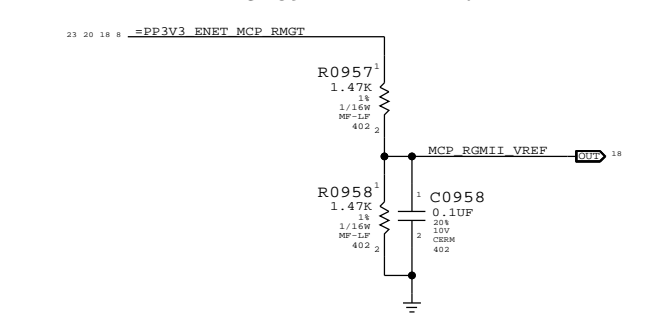 23 20 18 8 =PP3V3_ENET_MCP_RMGT
R0957 1
1.47K
1%
1/16W
MF-LF
402 2
MCP_RGMII_VREF OUT 18
R0958 1
1.47K
1%
1/16W
MF-LF
402 2
1 C0958
0.1UF
20%
10V
2 CERM
402